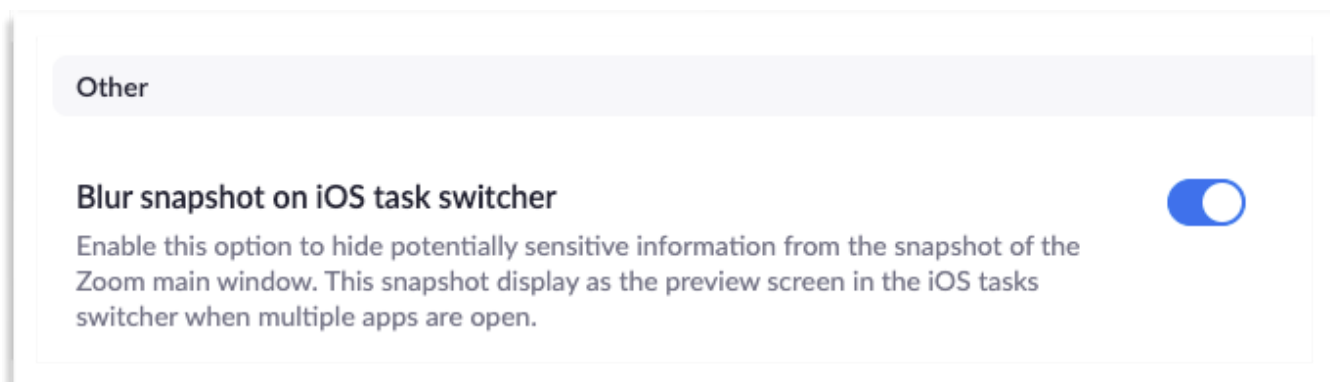 Other
Blur snapshot on iOS task switcher
Enable this option to hide potentially sensitive information from the snapshot of the
Zoom main window. This snapshot display as the preview screen in the iOS tasks
switcher when multiple apps are open.